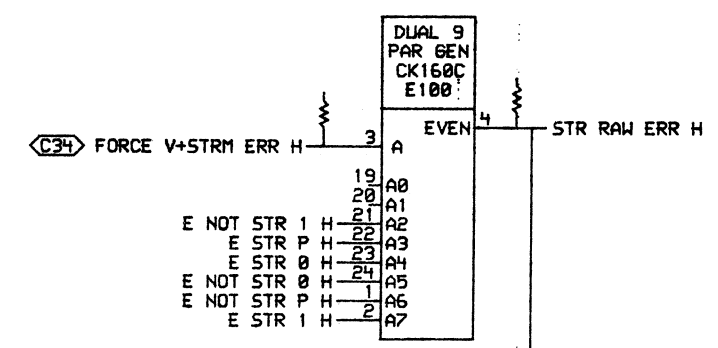 DUAL 9
PAR GEN
CK160C
E100
EVEN 4 STR RAW ERR H
C34 FORCE V+STRM ERR H 3 A
19 A0
20 A1
E NOT STR 1 H 21 A2
E STR P H 22 A3
E STR 0 H 23 A4
E NOT STR 0 H 24 A5
E NOT STR P H 1 A6
E STR 1 H 2 A7